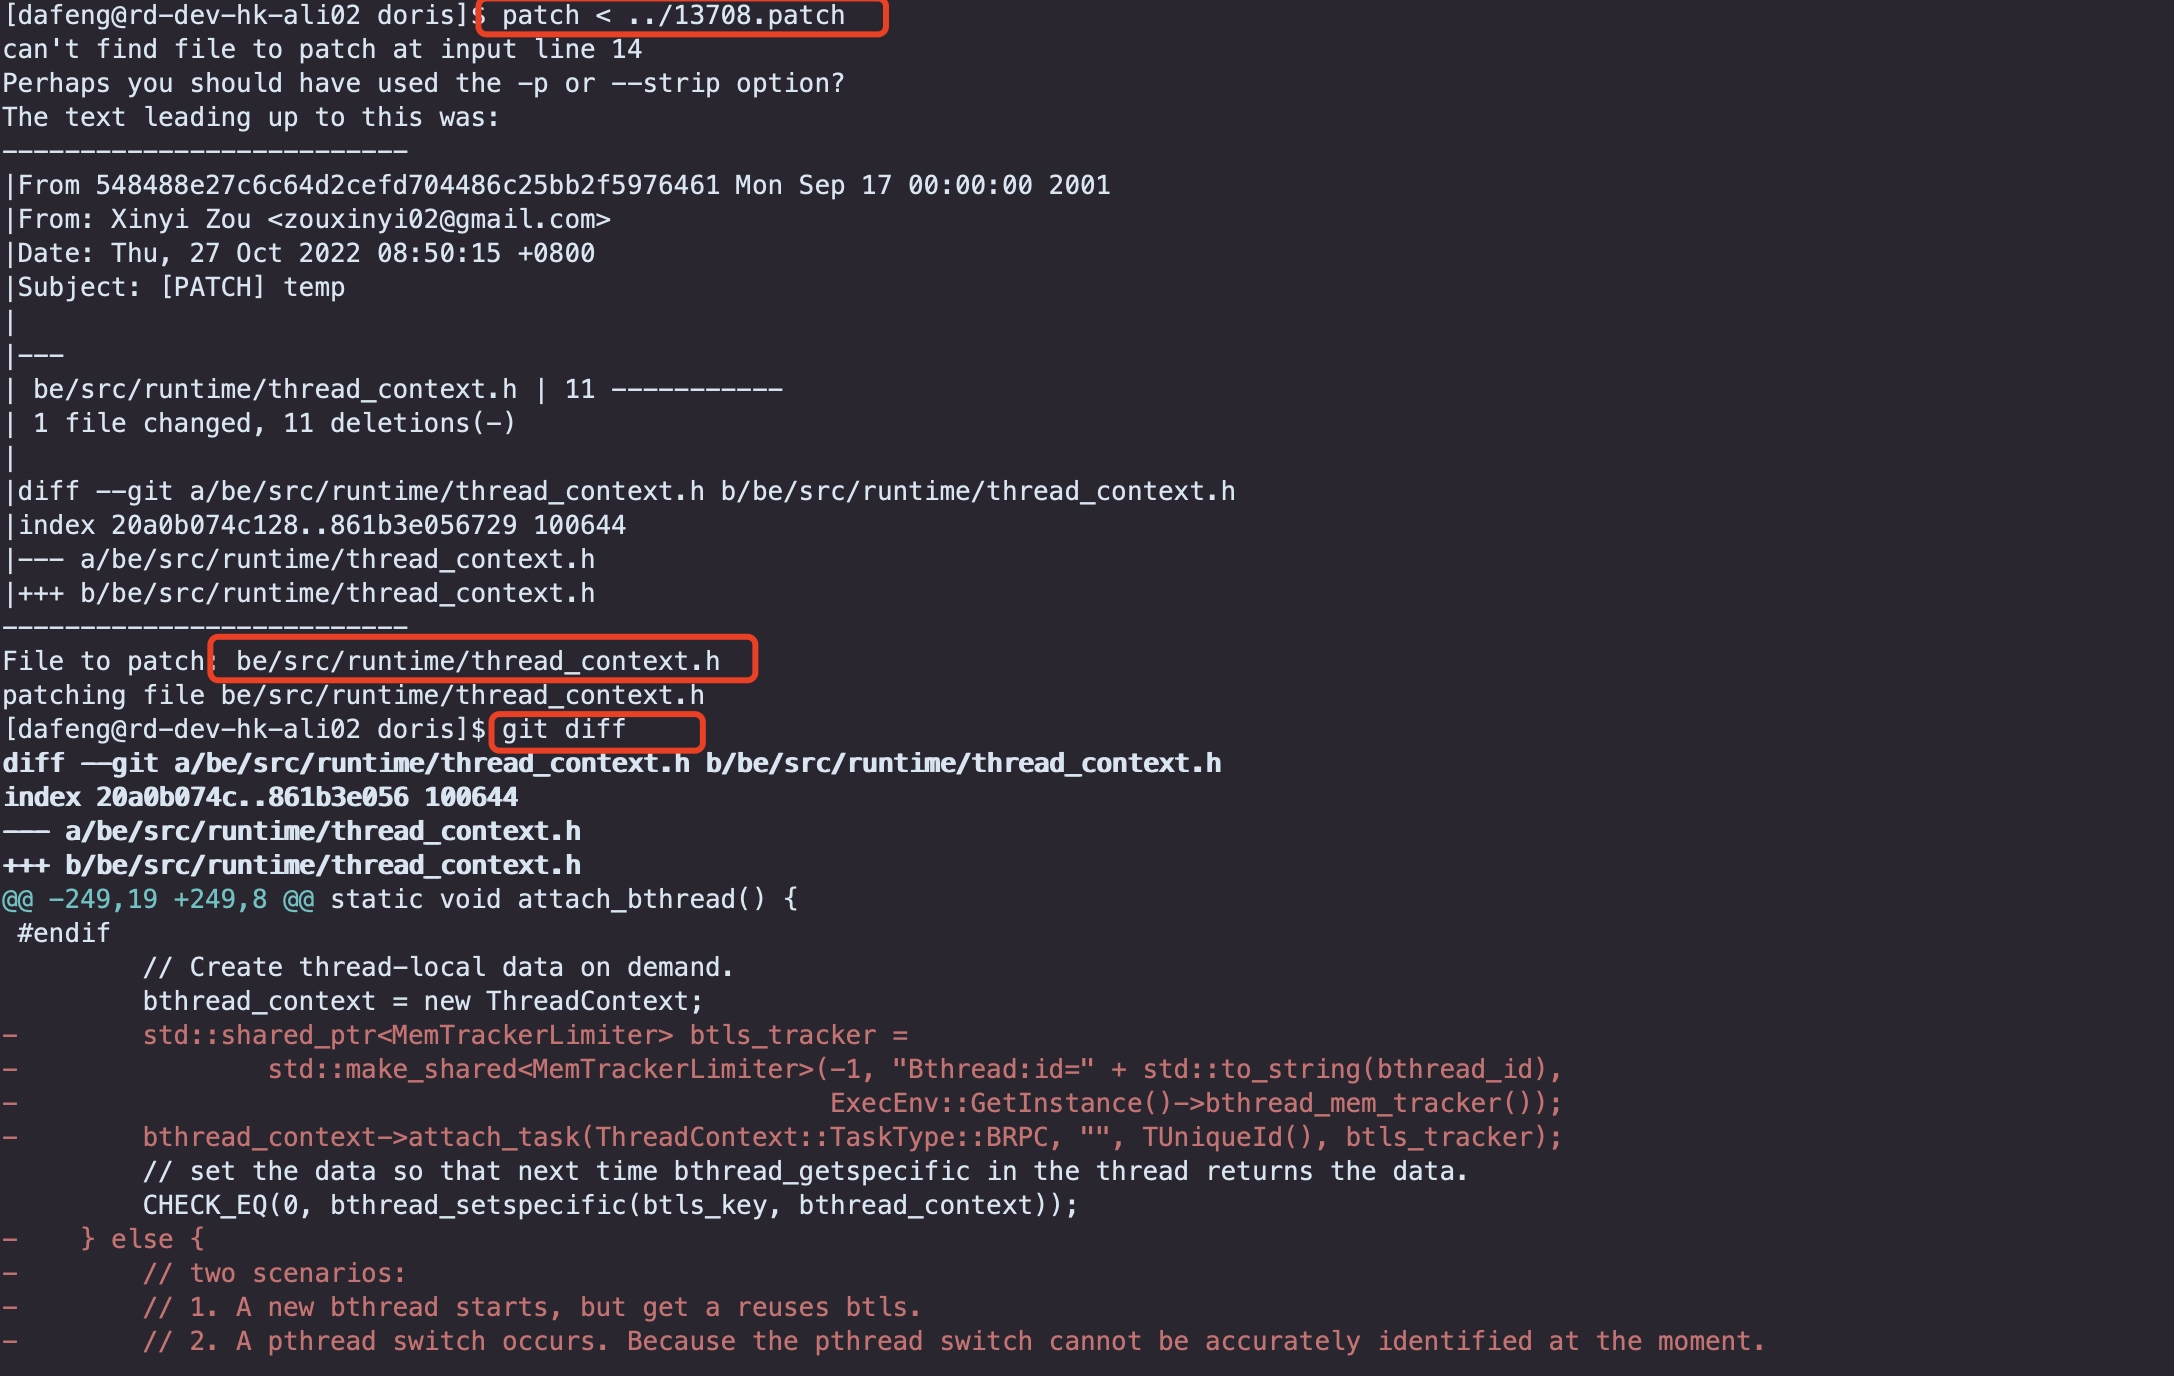 [dafeng@rd-dev-hk-ali02 doris]$ patch < ../13708.patch
can't find file to patch at input line 14
Perhaps you should have used the -p or --strip option?
The text leading up to this was:
--------------------------
|From 548488e27c6c64d2cefd704486c25bb2f5976461 Mon Sep 17 00:00:00 2001
|From: Xinyi Zou <zouxinyi02@gmail.com>
|Date: Thu, 27 Oct 2022 08:50:15 +0800
|Subject: [PATCH] temp
|
|---
| be/src/runtime/thread_context.h | 11 -----------
| 1 file changed, 11 deletions(-)
|
|diff --git a/be/src/runtime/thread_context.h b/be/src/runtime/thread_context.h
|index 20a0b074c128..861b3e056729 100644
|--- a/be/src/runtime/thread_context.h
|+++ b/be/src/runtime/thread_context.h
--------------------------
File to patch: be/src/runtime/thread_context.h
patching file be/src/runtime/thread_context.h
[dafeng@rd-dev-hk-ali02 doris]$ git diff
diff --git a/be/src/runtime/thread_context.h b/be/src/runtime/thread_context.h
index 20a0b074c..861b3e056 100644
--- a/be/src/runtime/thread_context.h
+++ b/be/src/runtime/thread_context.h
@@ -249,19 +249,8 @@ static void attach_bthread() {
 #endif
         // Create thread-local data on demand.
         bthread_context = new ThreadContext;
-        std::shared_ptr<MemTrackerLimiter> btls_tracker =
-                std::make_shared<MemTrackerLimiter>(-1, "Bthread:id=" + std::to_string(bthread_id),
-                                                    ExecEnv::GetInstance()->bthread_mem_tracker());
-        bthread_context->attach_task(ThreadContext::TaskType::BRPC, "", TUniqueId(), btls_tracker);
         // set the data so that next time bthread_getspecific in the thread returns the data.
         CHECK_EQ(0, bthread_setspecific(btls_key, bthread_context));
-    } else {
-        // two scenarios:
-        // 1. A new bthread starts, but get a reuses btls.
-        // 2. A pthread switch occurs. Because the pthread switch cannot be accurately identified at the moment.